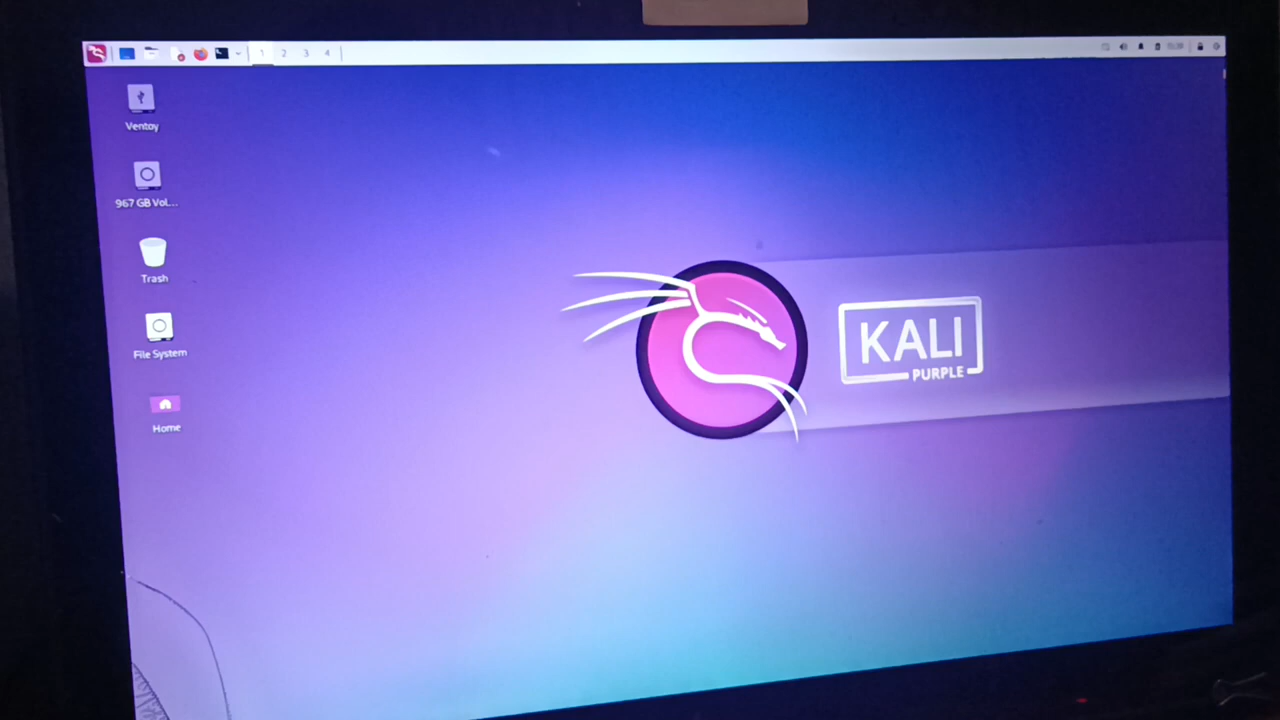 1 2 3 4
Ventoy
967 GB Vol...
Trash
File System
Home
KALI
PURPLE